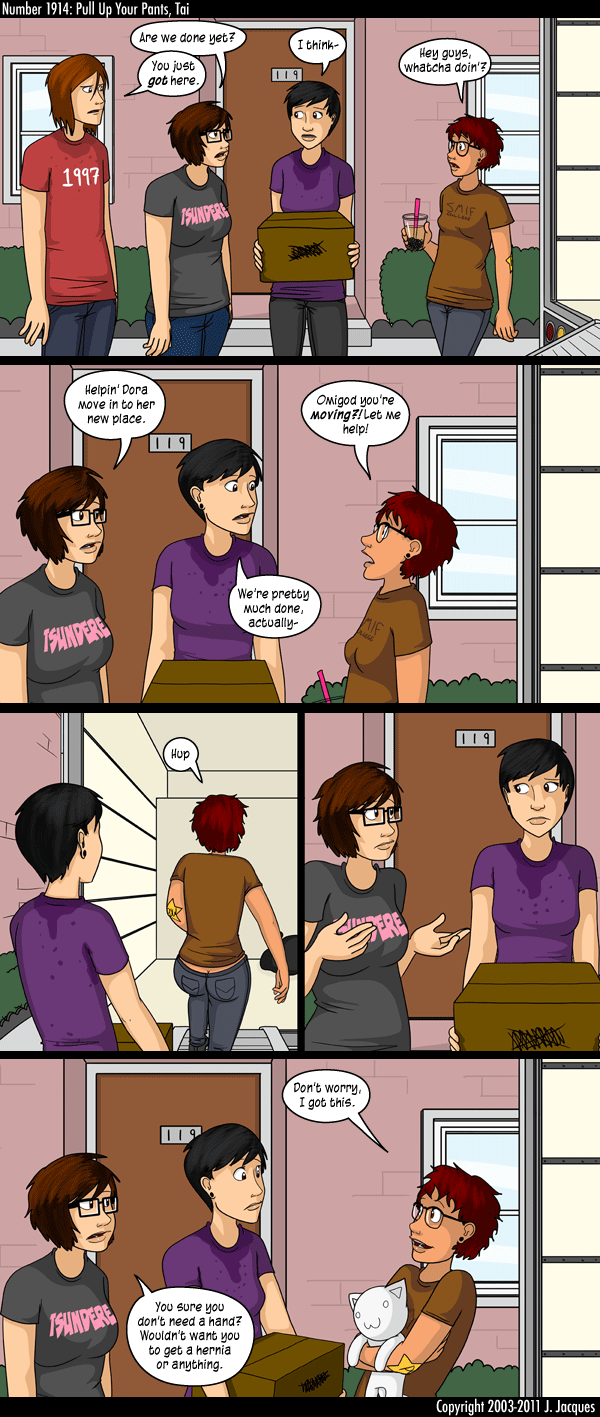 Number 1914: Pull Up Your Pants, Tai
Are we done yet?
You just
got here.
I think-
Hey guys,
whatcha doin'?
119
1997
TSUNDERE
SMIF
Helpin' Dora
move in to her
new place.
Omigod you're
moving?! Let me
help!
119
We're pretty
much done,
actually-
TSUNDERE
SMIF
Hup
119
UNDERE
Don't worry,
I got this.
119
TSUNDERE
You sure you
don't need a hand?
Wouldn't want you
to get a hernia
or anything.
Copyright 2003-2011 J. Jacques